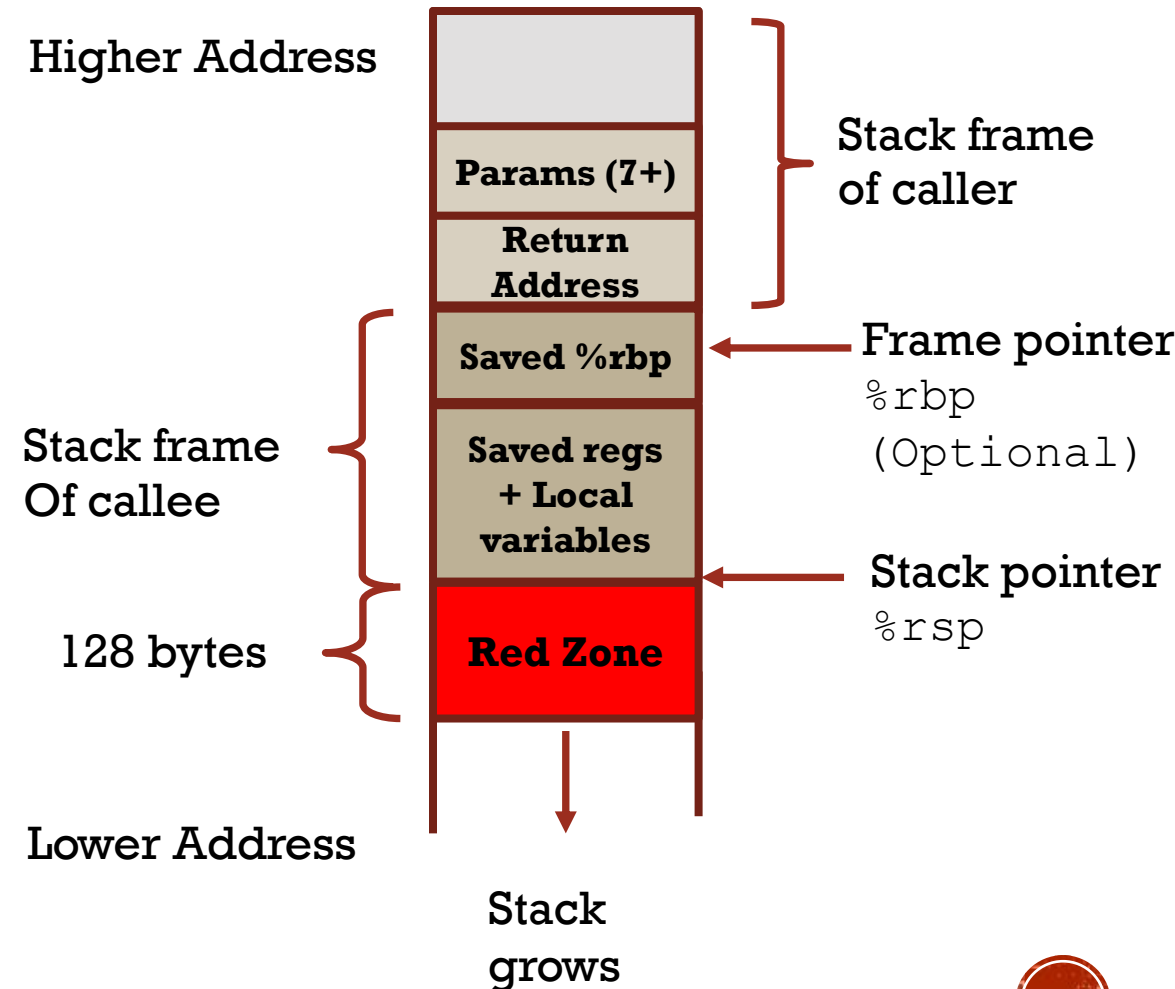 Higher Address
Params (7+)
Stack frame
of caller
Return
Address
Saved %rbp
Frame pointer
%rbp
(Optional)
Stack frame
Of callee
Saved regs
+ Local
variables
Stack pointer
%rsp
128 bytes
Red Zone
Lower Address
Stack
grows